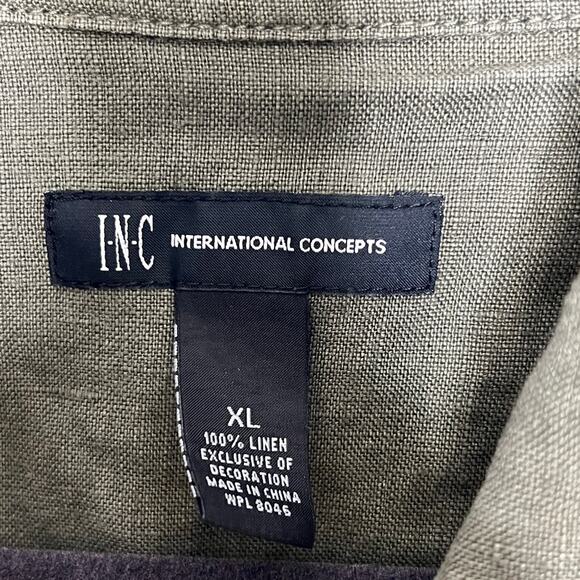 I·N·C INTERNATIONAL CONCEPTS
XL
100% LINEN
EXCLUSIVE OF
DECORATION
MADE IN CHINA
WPL 8046